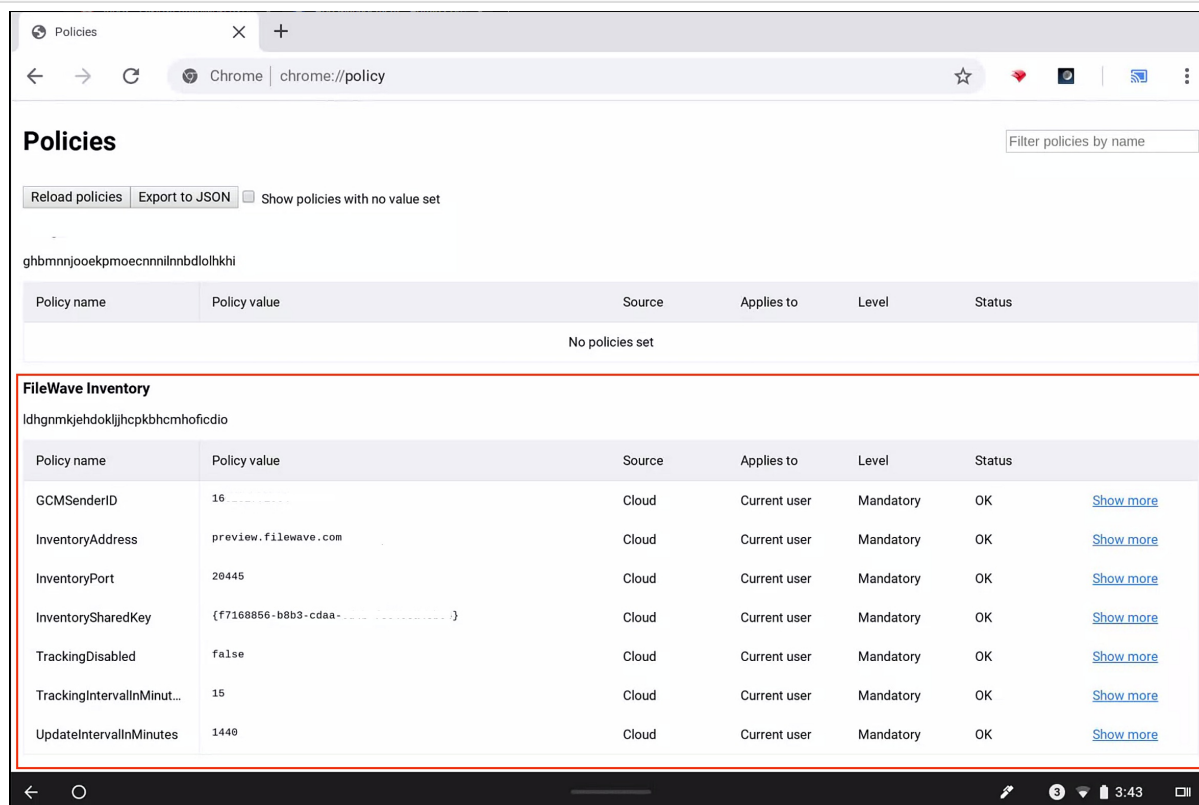 Policies
Chrome chrome://policy
Policies
Filter policies by name
Reload policies Export to JSON Show policies with no value set
ghbmnnjooekpmoecnnnilnnbdlolhkhi
Policy name Policy value Source Applies to Level Status
No policies set
FileWave Inventory
ldhgnmkjehdokljjhcpkbhcmhoficdio
Policy name Policy value Source Applies to Level Status
GCMSenderID 16 Cloud Current user Mandatory OK Show more
InventoryAddress preview.filewave.com Cloud Current user Mandatory OK Show more
InventoryPort 20445 Cloud Current user Mandatory OK Show more
InventorySharedKey {f7168856-b8b3-cdaa- } Cloud Current user Mandatory OK Show more
TrackingDisabled false Cloud Current user Mandatory OK Show more
TrackingIntervalInMinut... 15 Cloud Current user Mandatory OK Show more
UpdateIntervalInMinutes 1440 Cloud Current user Mandatory OK Show more
3 3:43